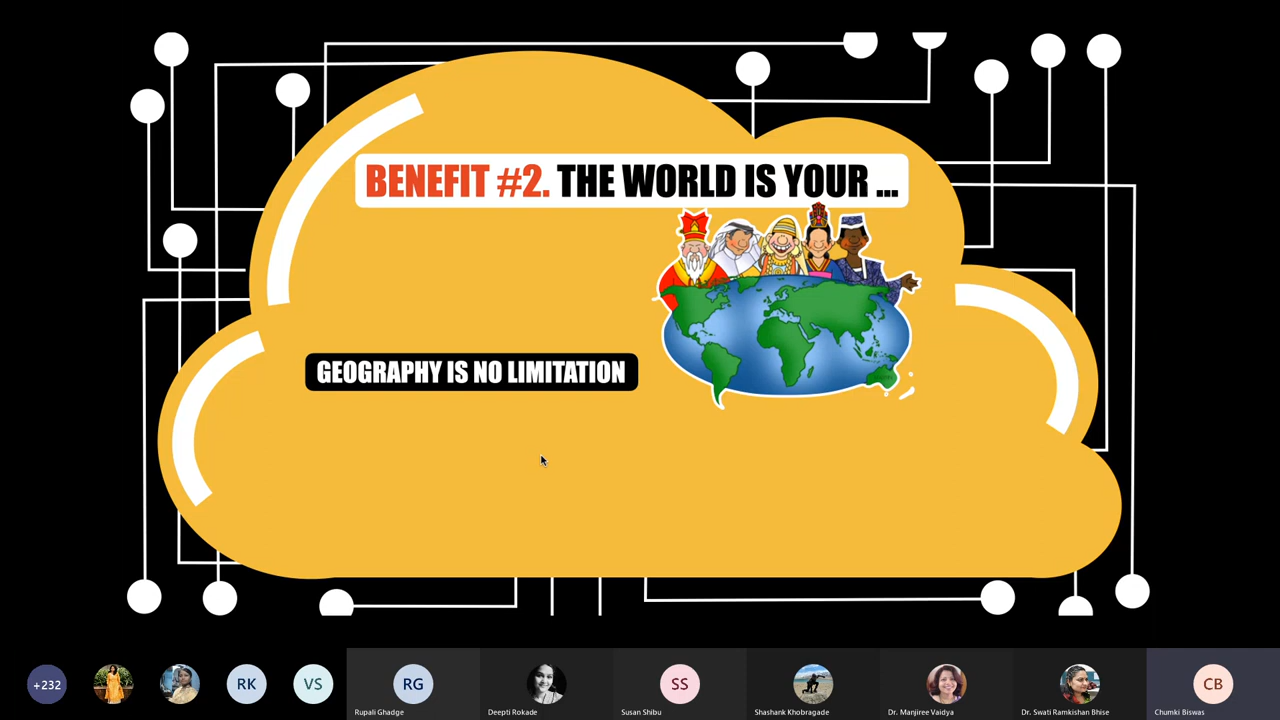 BENEFIT #2. THE WORLD IS YOUR ...
GEOGRAPHY IS NO LIMITATION
+232
RK
VS
RG
SS
CB
Rupali Ghadge
Deepti Rokade
Susan Shibu
Shashank Khobragade
Dr. Manjiree Vaidya
Dr. Swati Ramkishan Bhise
Chumki Biswas